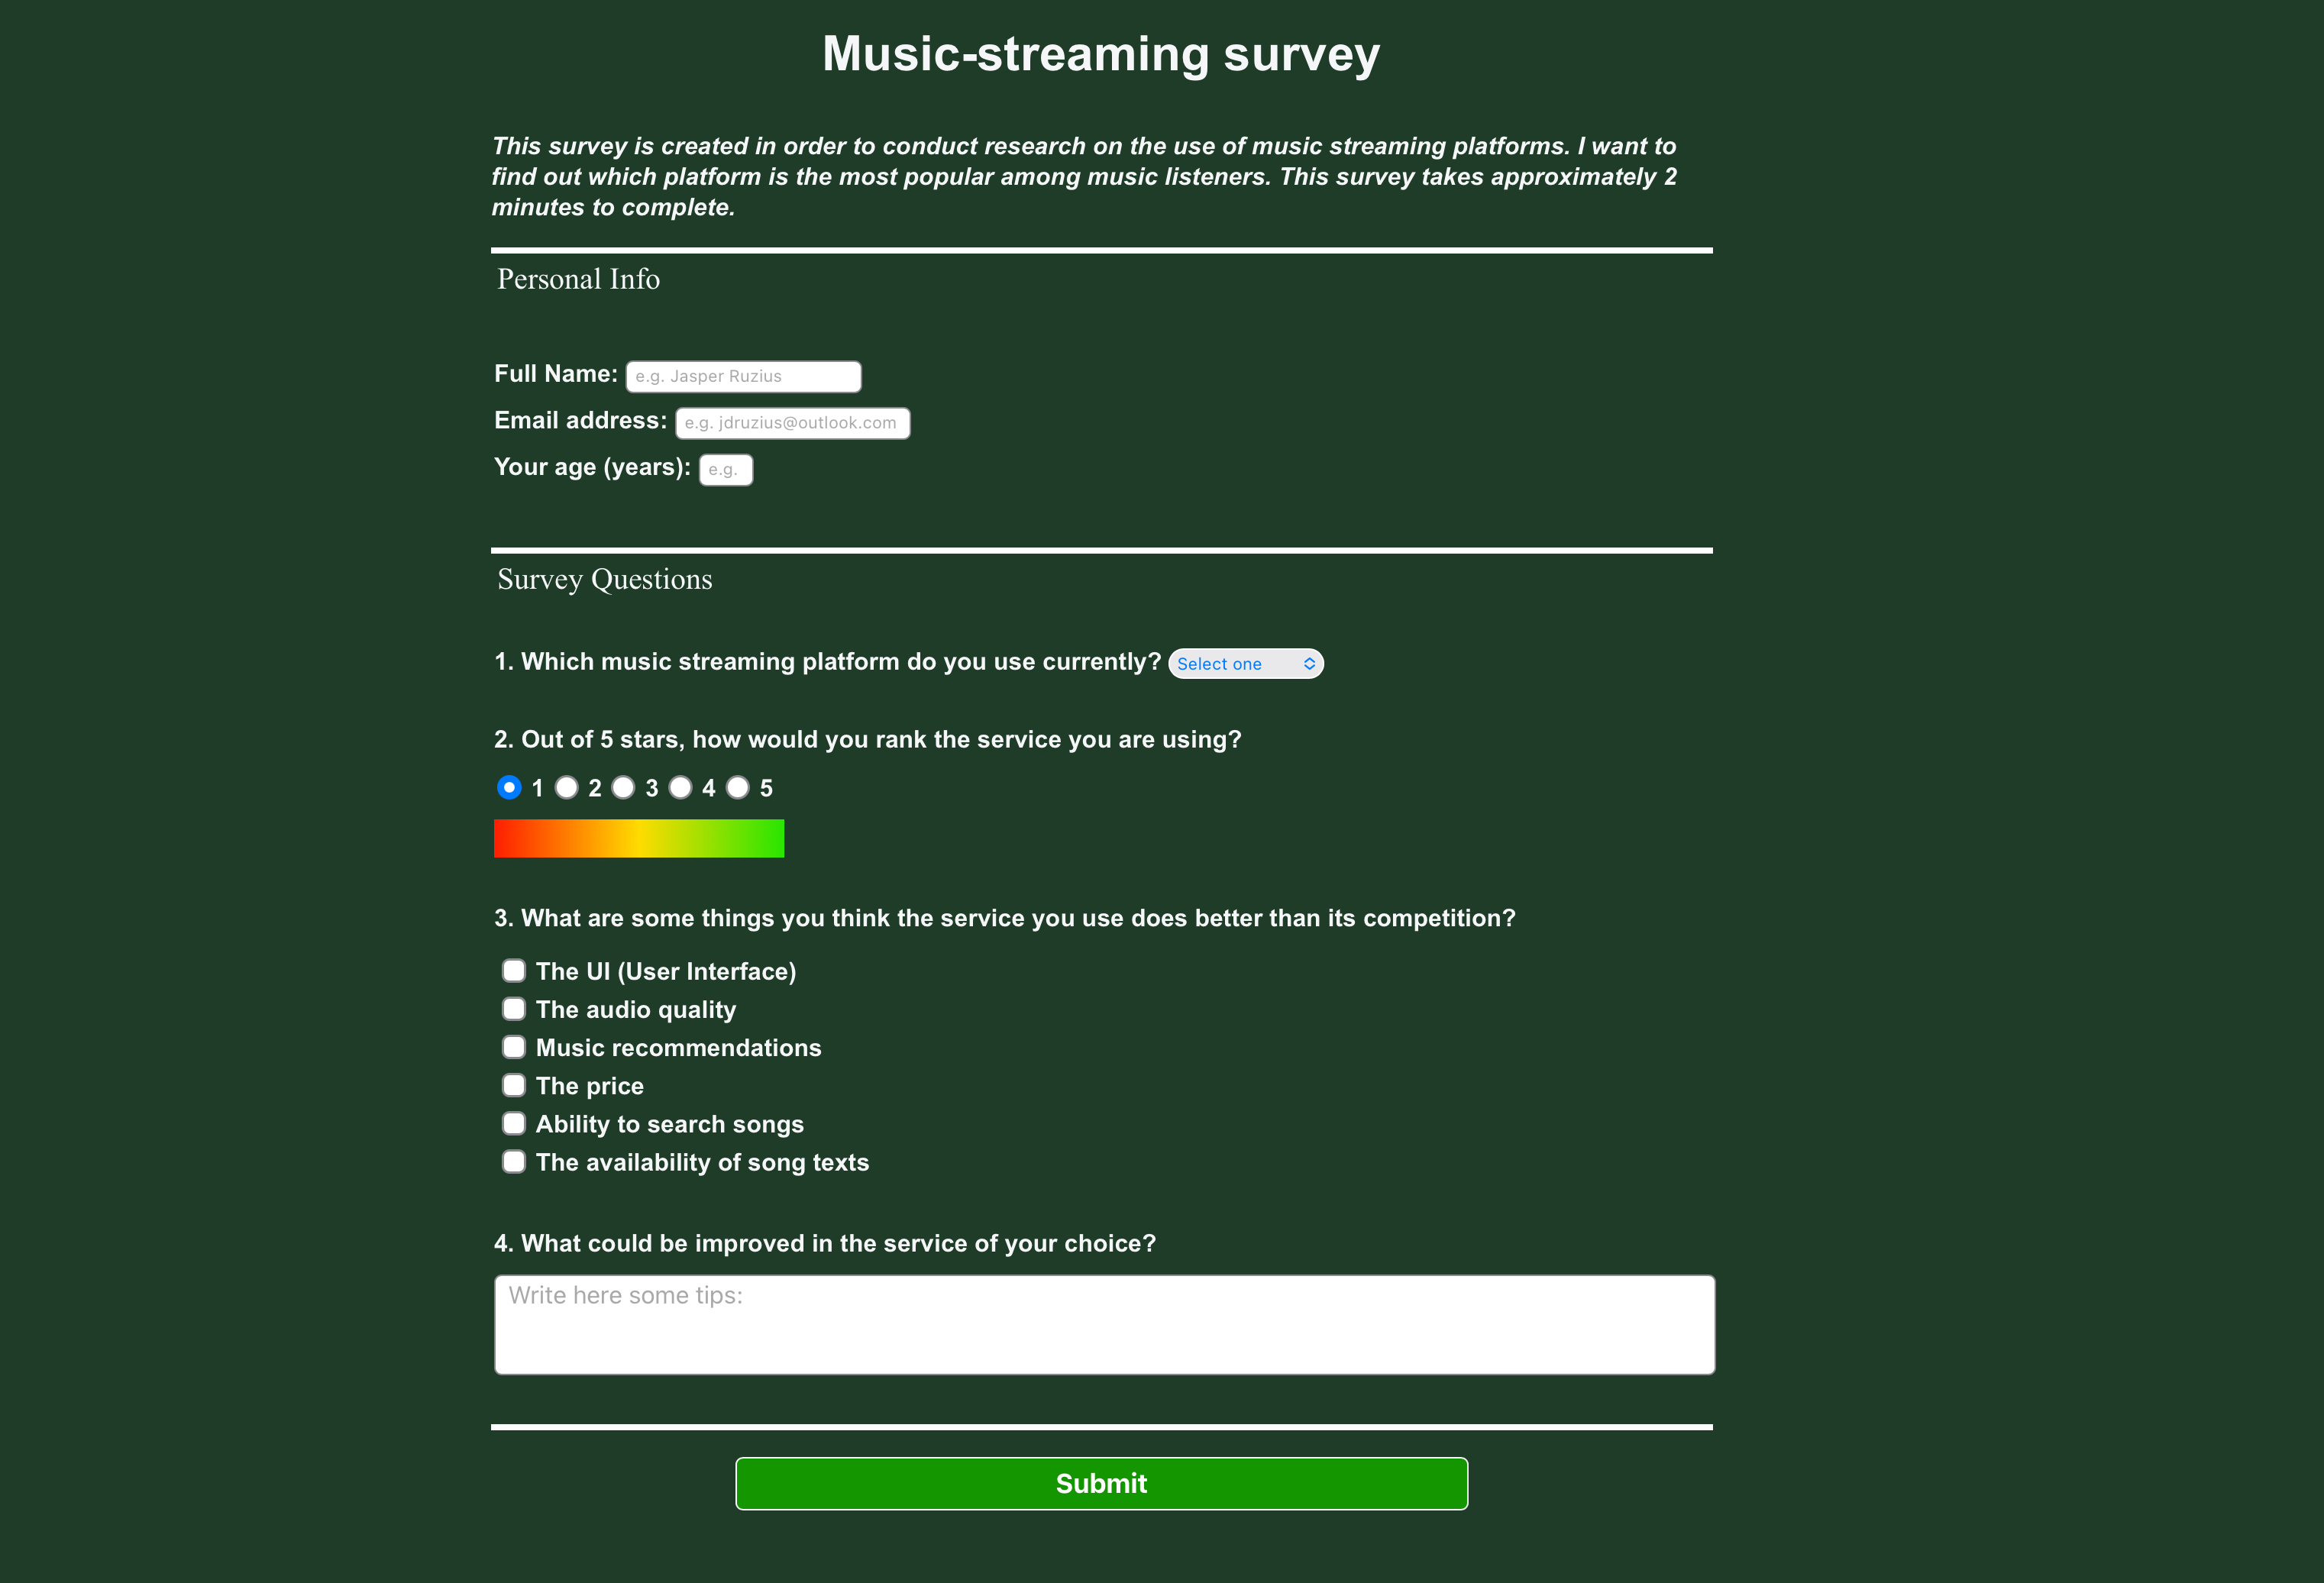 Music-streaming survey
This survey is created in order to conduct research on the use of music streaming platforms. I want to
find out which platform is the most popular among music listeners. This survey takes approximately 2
minutes to complete.
Personal Info
Full Name: e.g. Jasper Ruzius
Email address: e.g. jdruzius@outlook.com
Your age (years): e.g.
Survey Questions
1. Which music streaming platform do you use currently? Select one
2. Out of 5 stars, how would you rank the service you are using?
1 2 3 4 5
3. What are some things you think the service you use does better than its competition?
The UI (User Interface)
The audio quality
Music recommendations
The price
Ability to search songs
The availability of song texts
4. What could be improved in the service of your choice?
Write here some tips:
Submit